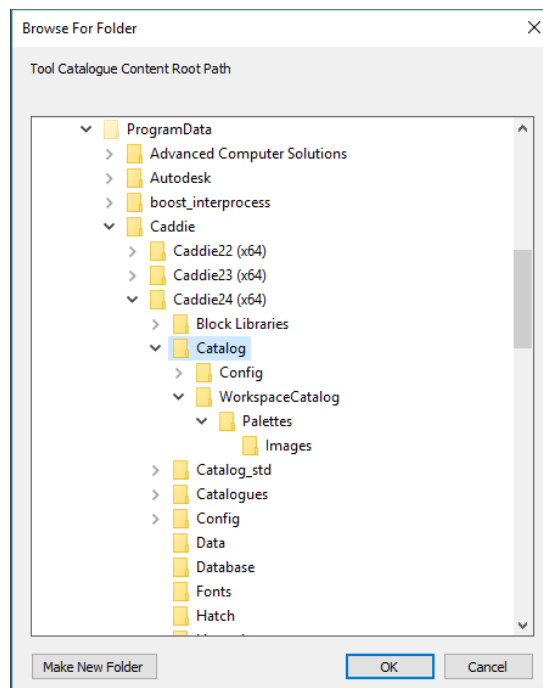 Browse For Folder
Tool Catalogue Content Root Path
ProgramData
Advanced Computer Solutions
Autodesk
boost_interprocess
Caddie
Caddie22 (x64)
Caddie23 (x64)
Caddie24 (x64)
Block Libraries
Catalog
Config
WorkspaceCatalog
Palettes
Images
Catalog_std
Catalogues
Config
Data
Database
Fonts
Hatch
Make New Folder OK Cancel